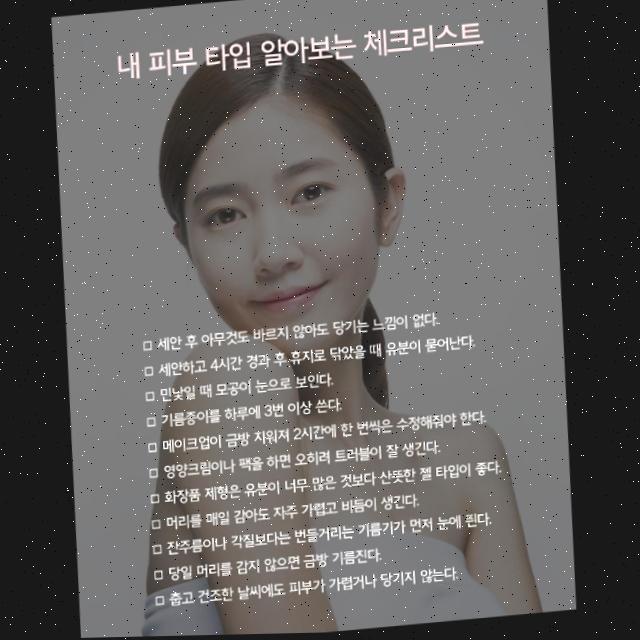 내 피부 타입 알아보는 체크리스트
□ 세안 후 아무것도 바르지 않아도 당기는 느낌이 없다.
□ 세안하고 4시간 경과 후 휴지로 닦았을 때 유분이 묻어난다.
□ 민낯일 때 모공이 눈으로 보인다.
□ 기름종이를 하루에 3번 이상 쓴다.
□ 메이크업이 금방 지워져 2시간에 한 번씩은 수정해줘야 한다.
□ 영양크림이나 팩을 하면 오히려 트러블이 잘 생긴다.
□ 화장품 제형은 유분이 너무 많은 것보다 산뜻한 젤 타입이 좋다.
□ 머리를 매일 감아도 자주 가렵고 비듬이 생긴다.
□ 잔주름이나 각질보다는 번들거리는 기름기가 먼저 눈에 띈다.
□ 당일 머리를 감지 않으면 금방 기름진다.
□ 춥고 건조한 날씨에도 피부가 가렵거나 당기지 않는다.